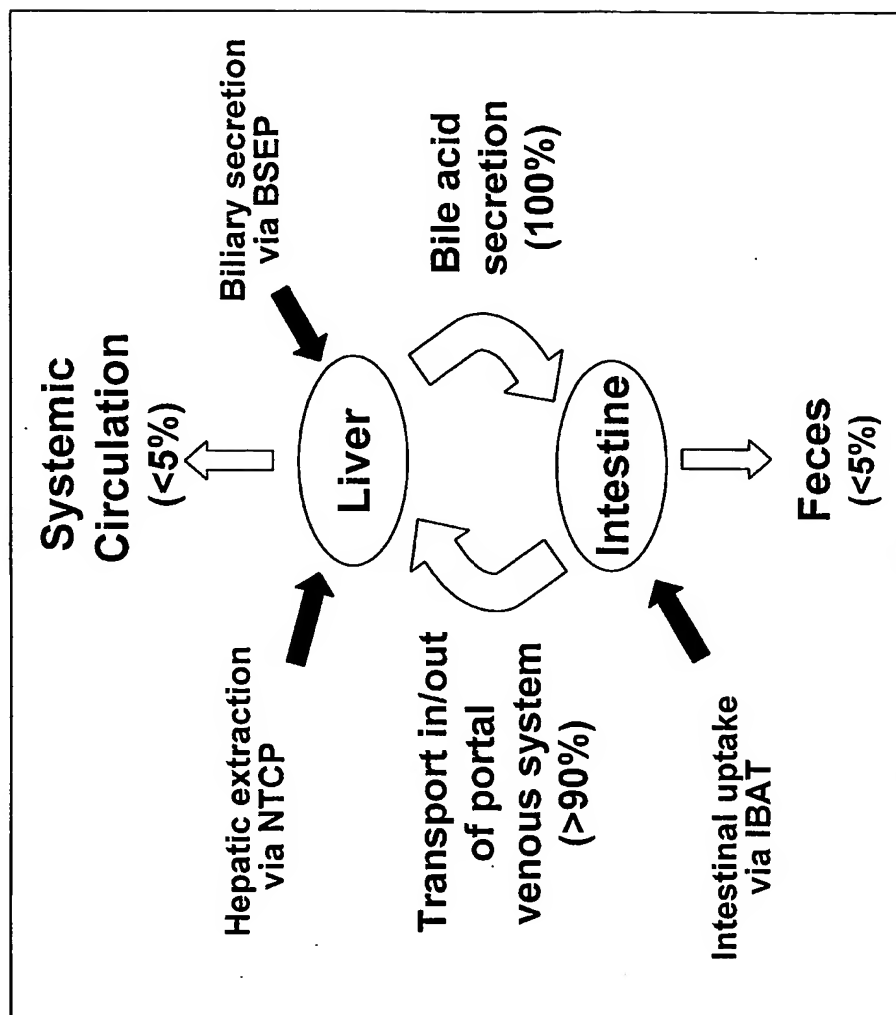 Systemic
Circulation
(<5%)
Hepatic extraction
via NTCP
Biliary secretion
via BSEP
Liver
Transport in/out
of portal
venous system
(>90%)
Bile acid
secretion
(100%)
Intestine
Intestinal uptake
via IBAT
Feces
(<5%)